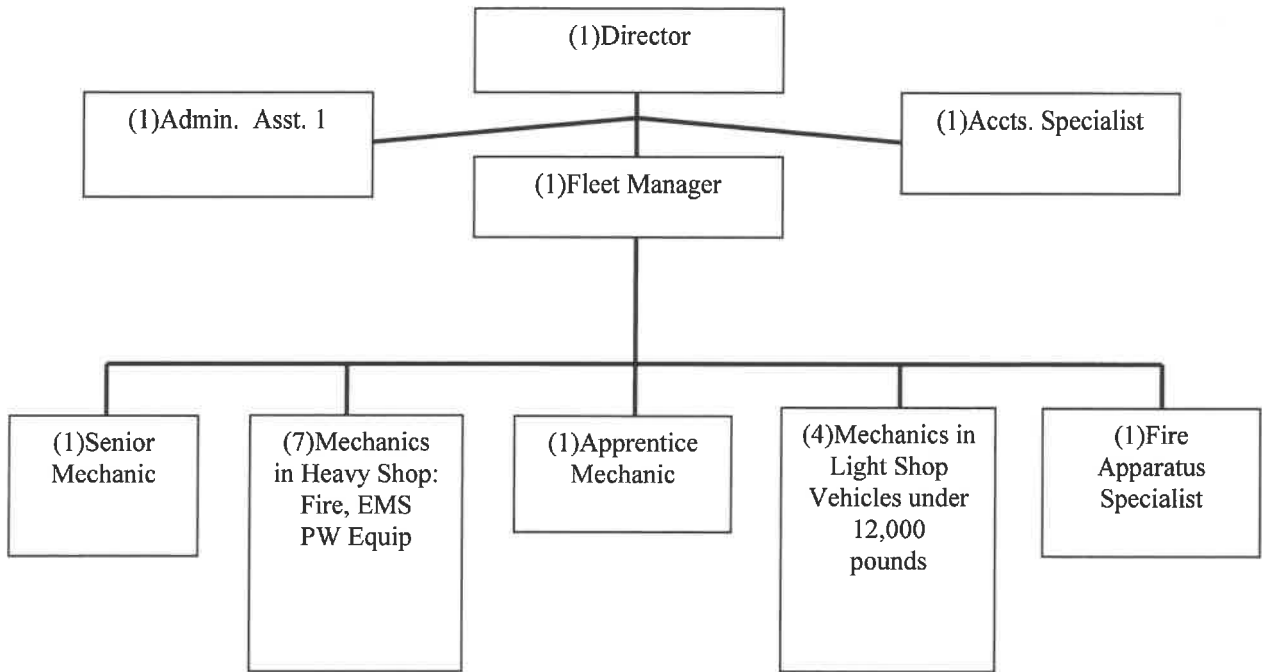 (1)Director
(1)Admin. Asst. 1
(1)Accts. Specialist
(1)Fleet Manager
(1)Senior
Mechanic
(7)Mechanics
in Heavy Shop:
Fire, EMS
PW Equip
(1)Apprentice
Mechanic
(4)Mechanics in
Light Shop
Vehicles under
12,000
pounds
(1)Fire
Apparatus
Specialist